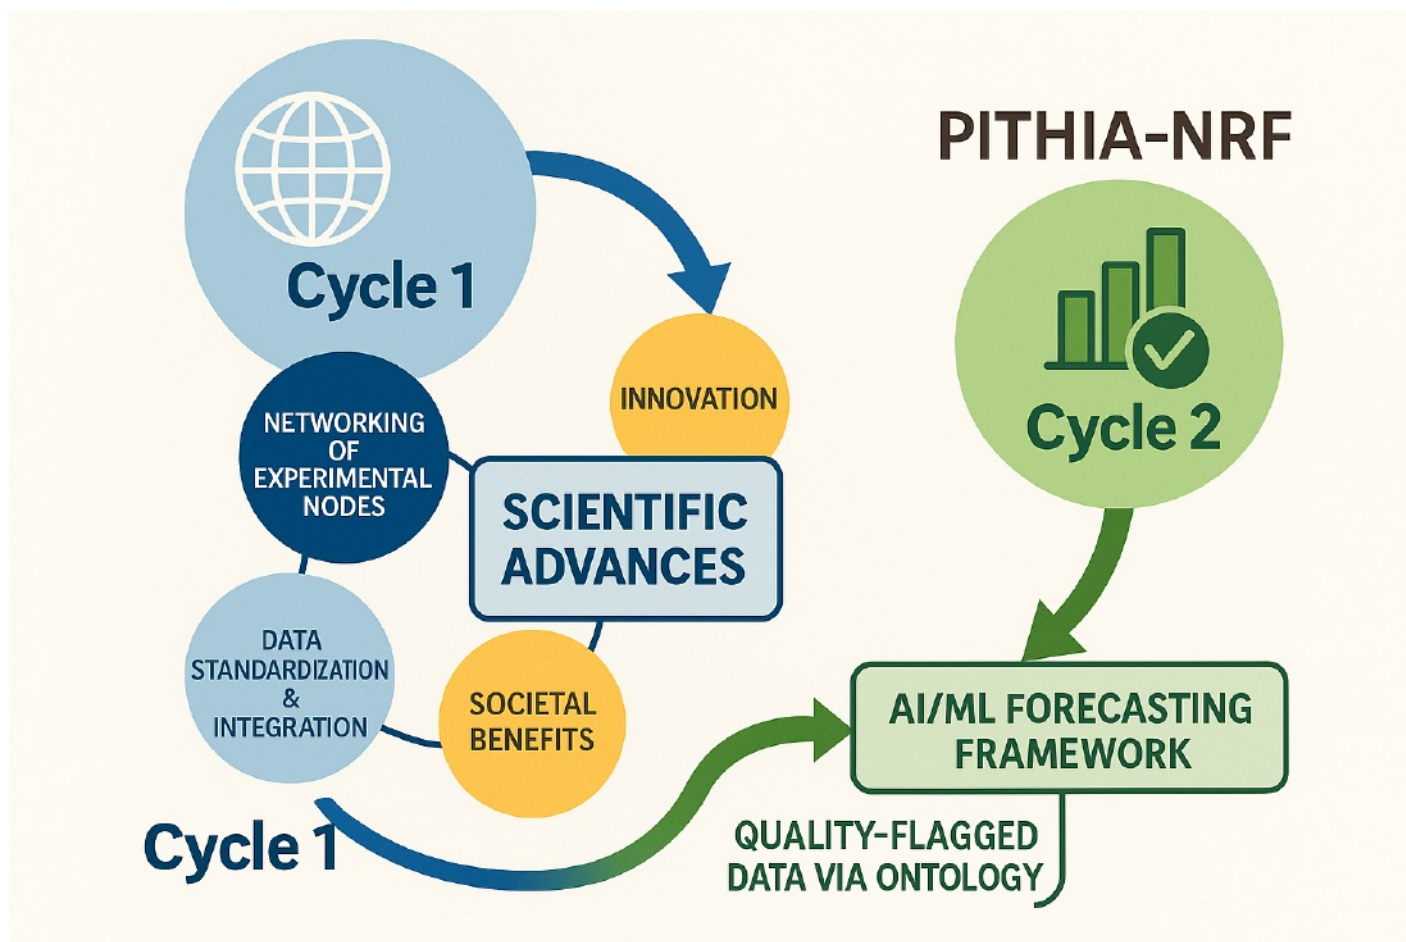 Cycle 1
NETWORKING
OF
EXPERIMENTAL
NODES
DATA
STANDARDIZATION
&
INTEGRATION
INNOVATION
SCIENTIFIC
ADVANCES
SOCIETAL
BENEFITS
Cycle 1
PITHIA-NRF
Cycle 2
AI/ML FORECASTING
FRAMEWORK
QUALITY-FLAGGED
DATA VIA ONTOLOGY